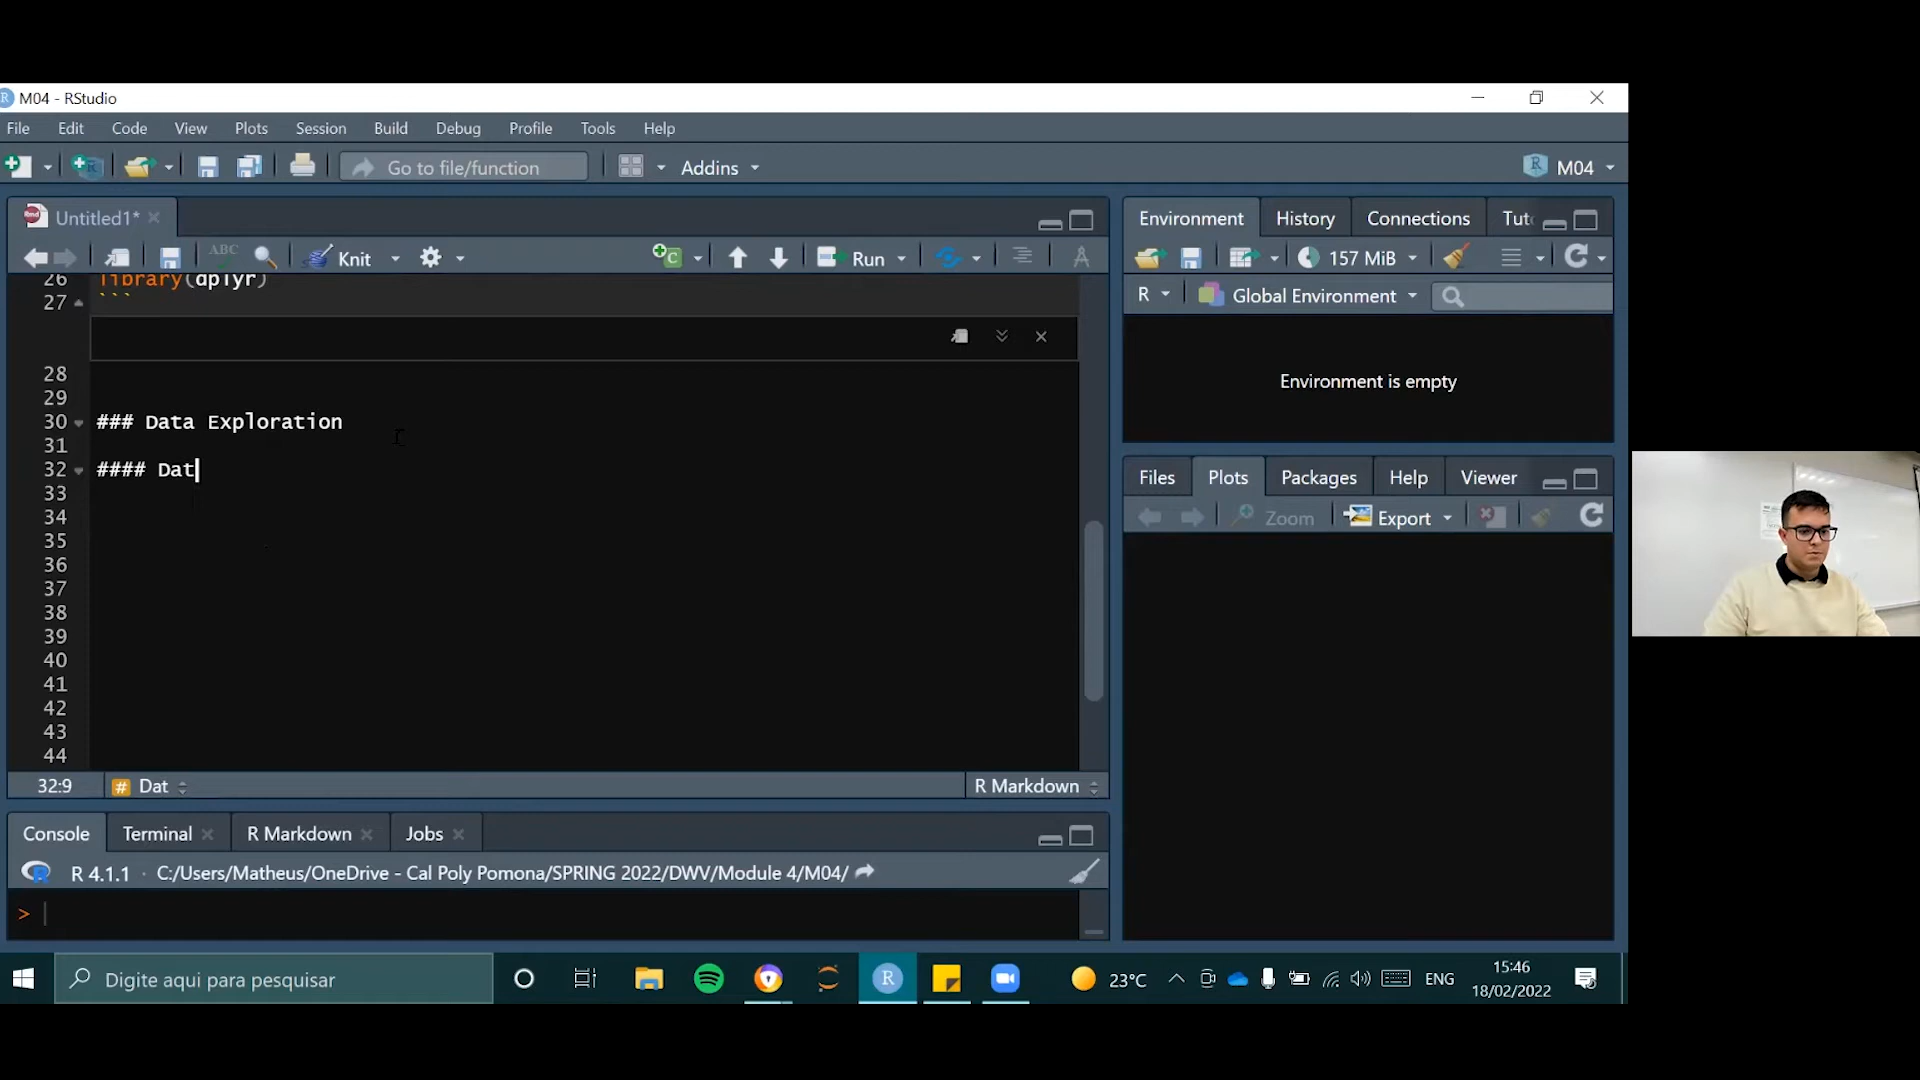 M04 - RStudio
File Edit Code View Plots Session Build Debug Profile Tools Help
Go to file/function Addins M04
Untitled1*
Knit Run
26 library(dplyr)
27 ```
28
29
30 ### Data Exploration
31
32 #### Dat
33
34
35
36
37
38
39
40
41
42
43
44
32:9 # Dat R Markdown
Console Terminal R Markdown Jobs
R 4.1.1 · C:/Users/Matheus/OneDrive - Cal Poly Pomona/SPRING 2022/DWV/Module 4/M04/
>
Environment History Connections Tut
157 MiB
R Global Environment
Environment is empty
Files Plots Packages Help Viewer
Zoom Export
Digite aqui para pesquisar
23°C ENG 15:46
18/02/2022